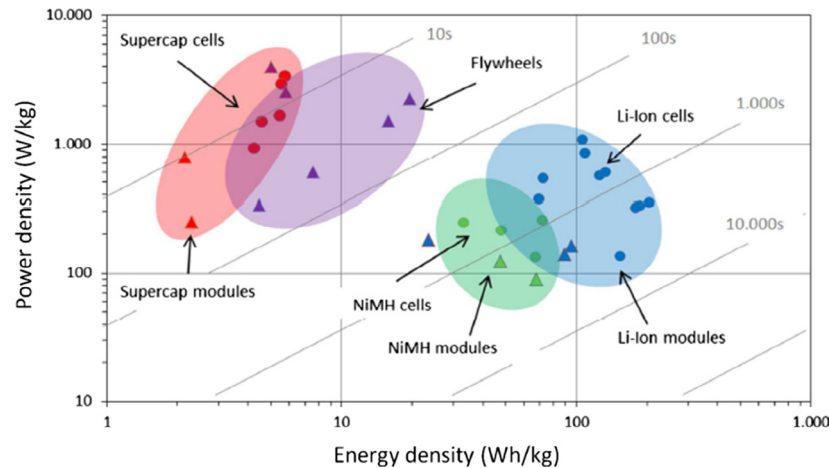 10.000
Supercap cells
10s
100s
Flywheels
Li-Ion cells
1.000
1.000s
Power density (W/kg)
10.000s
100
Supercap modules
NiMH cells
NiMH modules
Li-Ion modules
10
1
10
100
1.000
Energy density (Wh/kg)